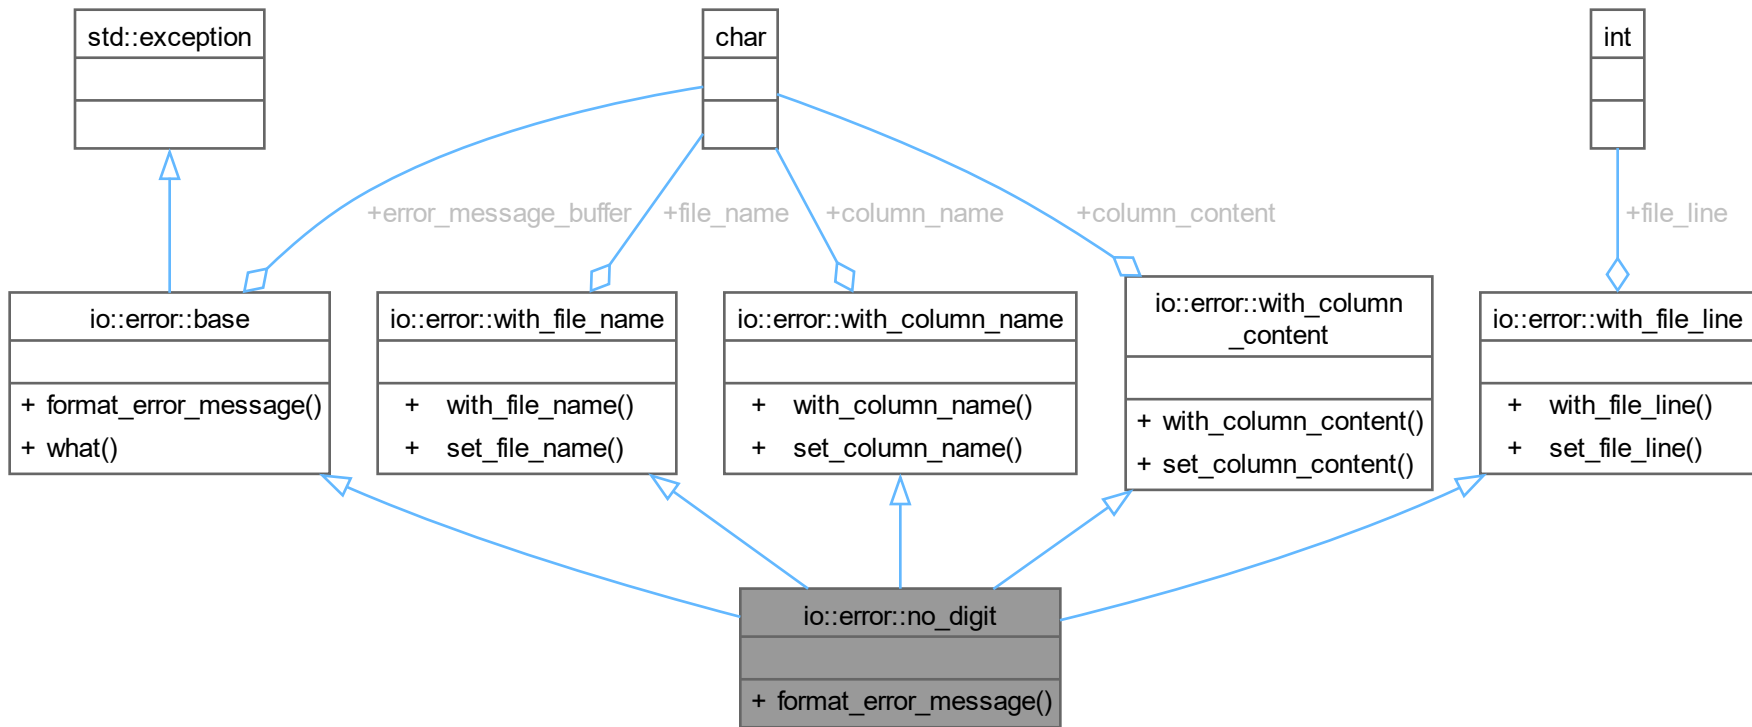 std::exception
char
int
+error_message_buffer
+file_name
+column_name
+column_content
+file_line
io::error::base
+ format_error_message()
+ what()
io::error::with_file_name
+ with_file_name()
+ set_file_name()
io::error::with_column_name
+ with_column_name()
+ set_column_name()
io::error::with_column
_content
+ with_column_content()
+ set_column_content()
io::error::with_file_line
+ with_file_line()
+ set_file_line()
io::error::no_digit
+ format_error_message()